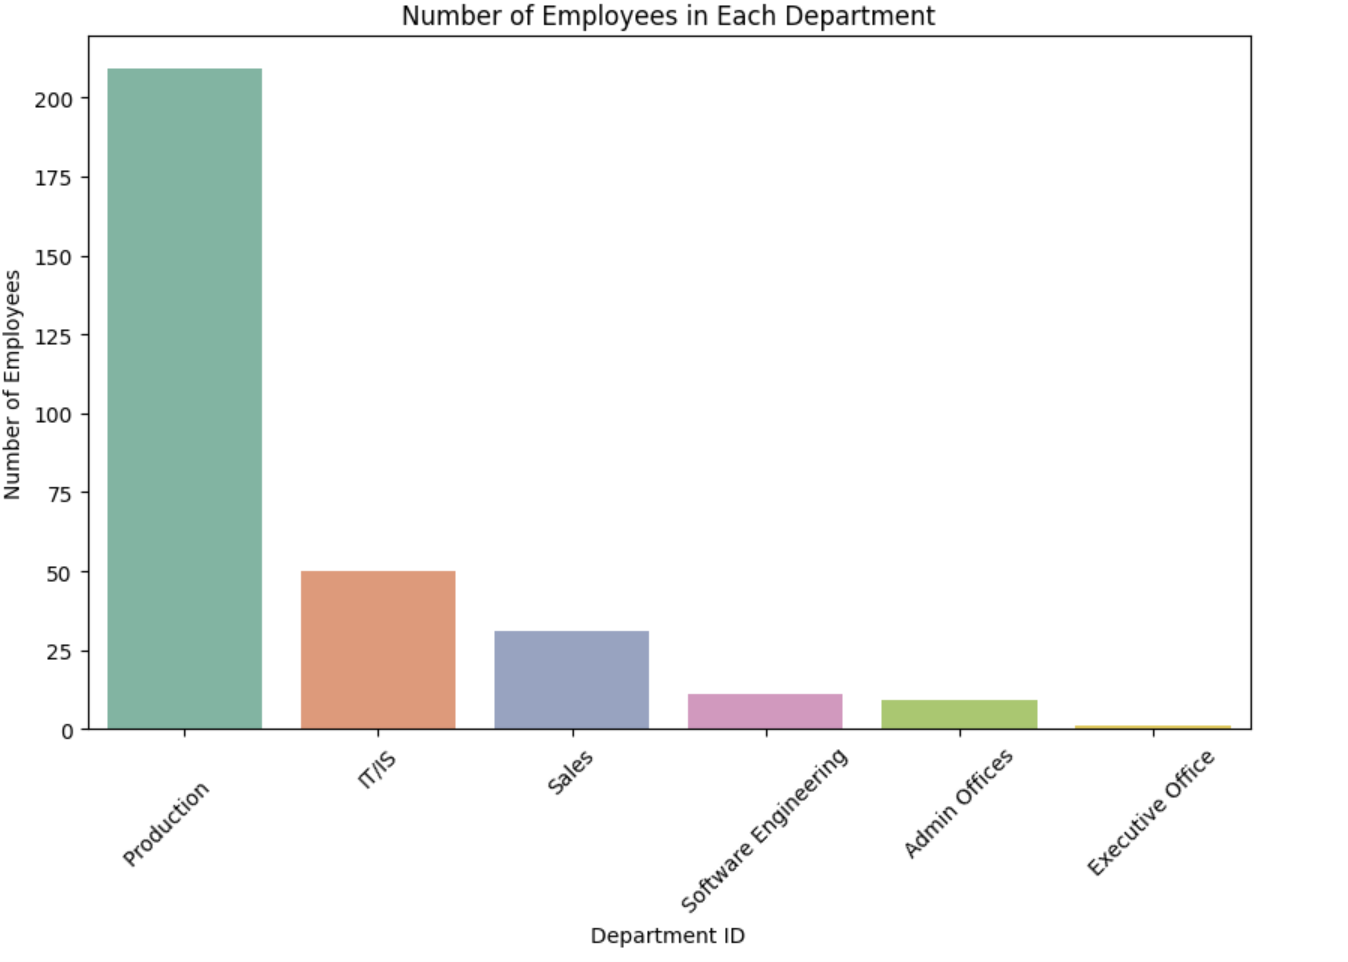 Number of Employees in Each Department
Number of Employees
200
175
150
125
100
75
50
25
0
Production
IT/IS
Sales
Software Engineering
Admin Offices
Executive Office
Department ID